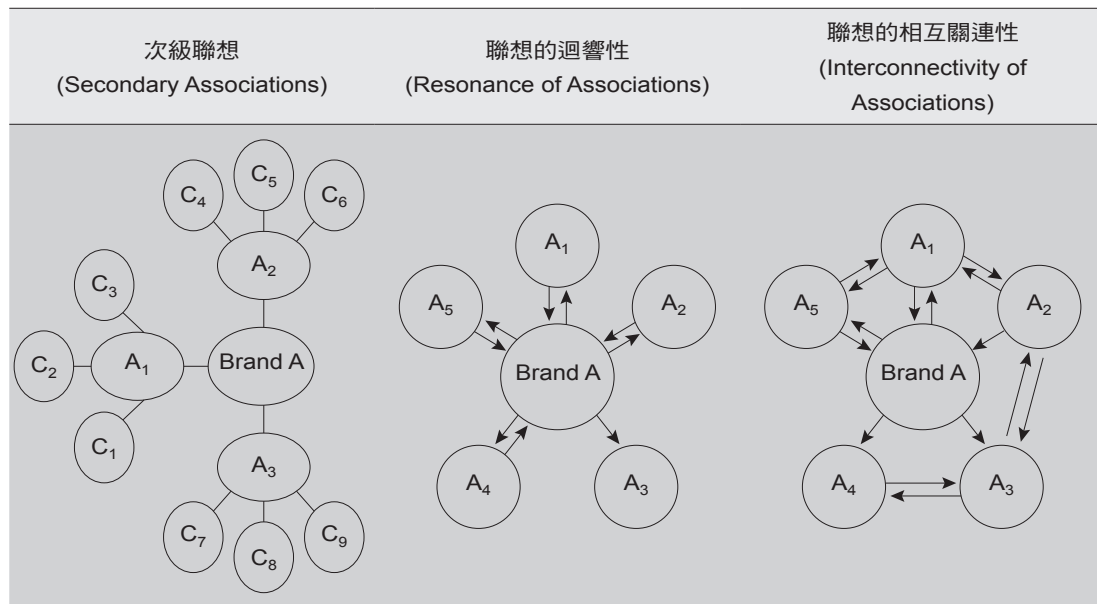 次級聯想
(Secondary Associations)
聯想的迴響性
(Resonance of Associations)
聯想的相互關連性
(Interconnectivity of
Associations)
C₄
C₅
C₆
A₂
C₃
C₂
A₁
Brand A
C₁
A₃
C₇
C₈
C₉
A₁
A₅
A₂
Brand A
A₄
A₃
A₁
A₅
A₂
Brand A
A₄
A₃